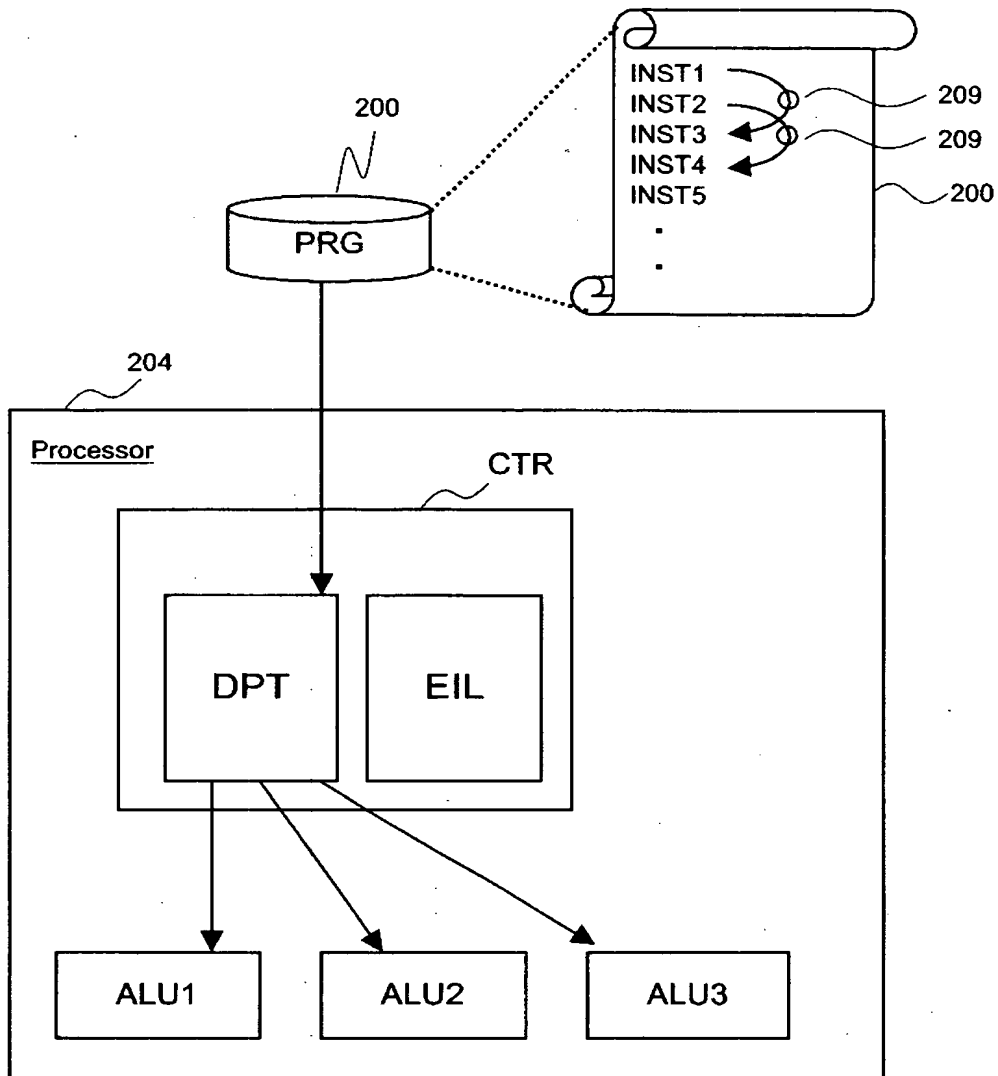 INST1
INST2
INST3
INST4
INST5
.
.
209
209
200
200
PRG
204
Processor
CTR
DPT
EIL
ALU1
ALU2
ALU3